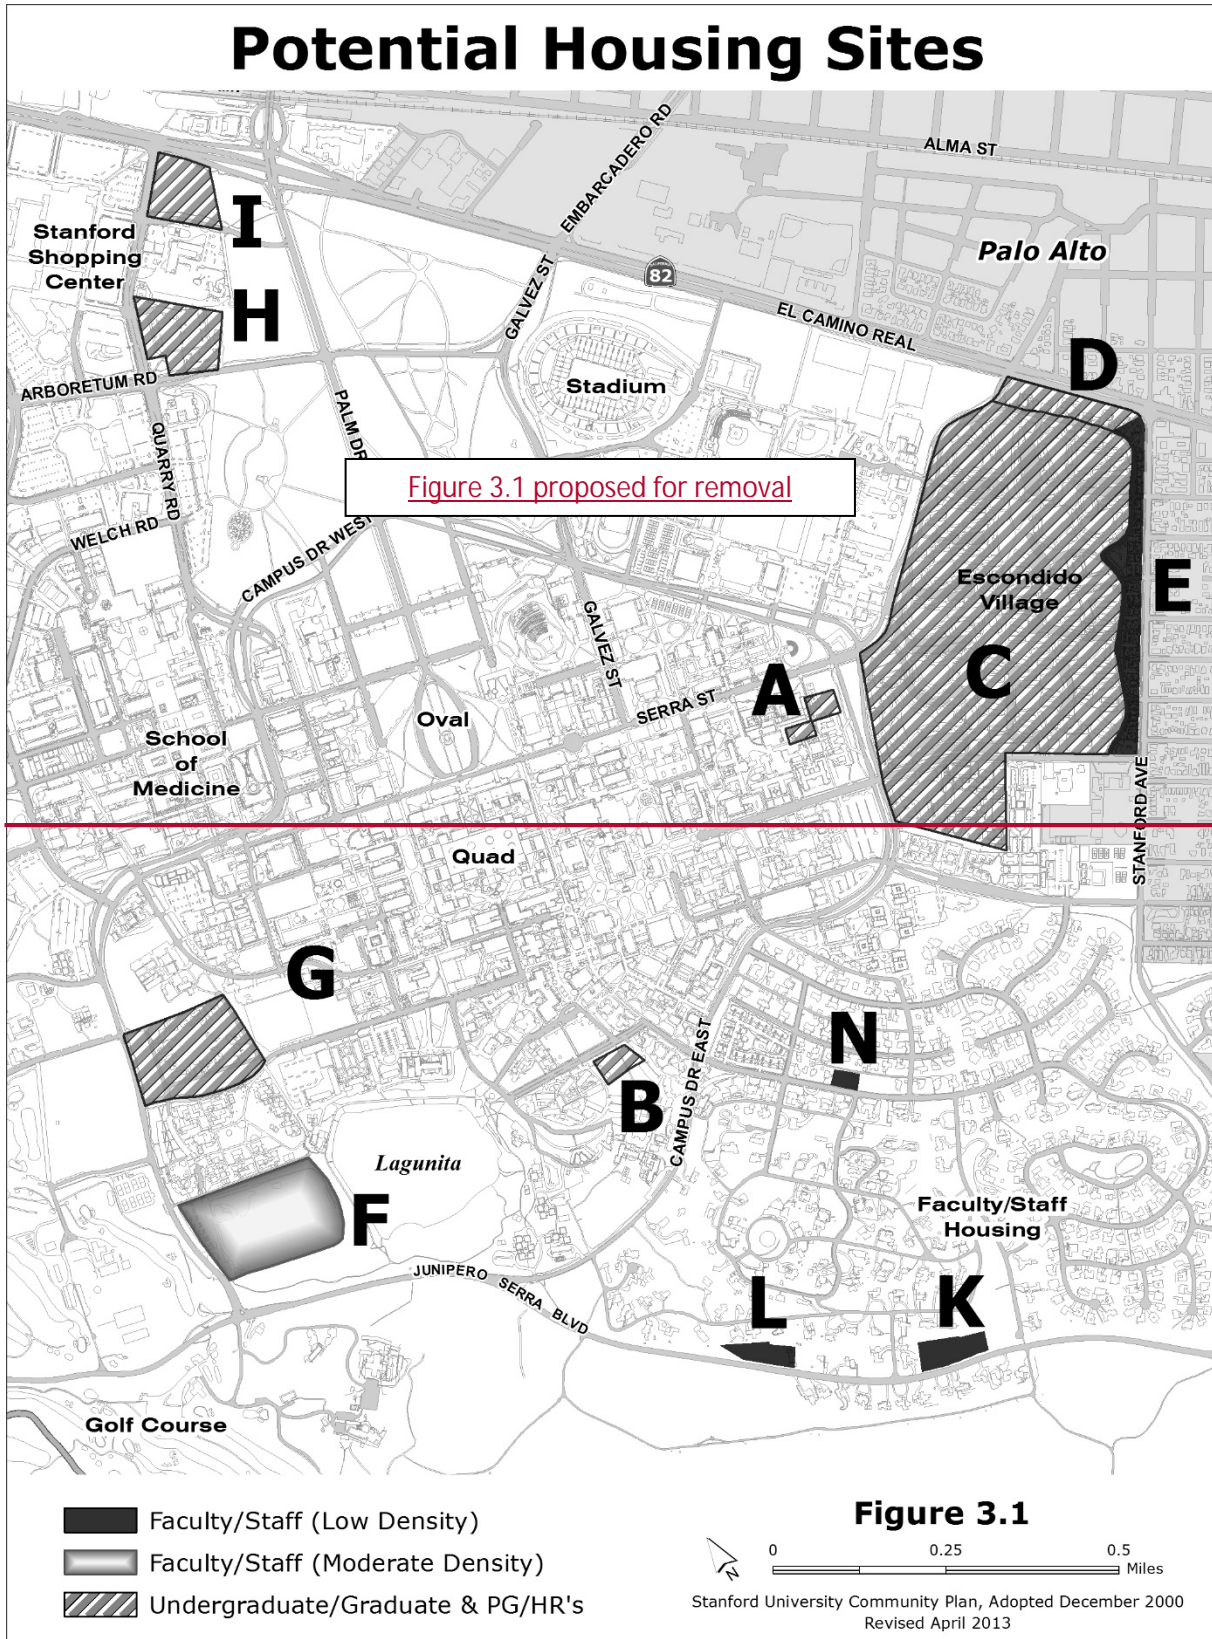 Potential Housing Sites
ALMA ST
EMBARCADERO RD
Palo Alto
I
Stanford
Shopping
Center
H
GALVEZ ST
82
EL CAMINO REAL
D
Stadium
ARBORETUM RD
PALM DR
QUARRY RD
Figure 3.1 proposed for removal
WELCH RD
CAMPUS DR WEST
Escondido
Village
E
GALVEZ ST
C
A
SERRA ST
Oval
School
of
Medicine
STANFORD AVE
Quad
G
N
B
CAMPUS DR EAST
Lagunita
F
Faculty/Staff
Housing
JUNIPERO SERRA BLVD
L
K
Golf Course
Faculty/Staff (Low Density)
Faculty/Staff (Moderate Density)
Undergraduate/Graduate & PG/HR's
Figure 3.1
N
0 0.25 0.5
Miles
Stanford University Community Plan, Adopted December 2000
Revised April 2013